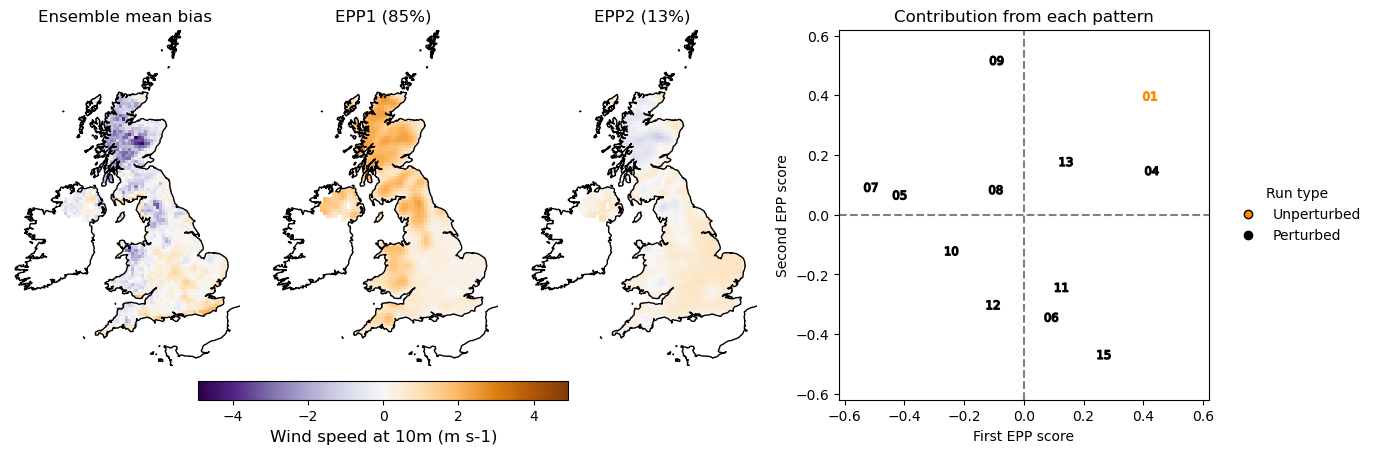 Ensemble mean bias
EPP1 (85%)
EPP2 (13%)
−4 −2 0 2 4
Wind speed at 10m (m s-1)
Contribution from each pattern
Second EPP score
0.6
0.4
0.2
0.0
−0.2
−0.4
−0.6
09
01
13
04
07
05
08
10
11
12
06
15
−0.6 −0.4 −0.2 0.0 0.2 0.4 0.6
First EPP score
Run type
Unperturbed
Perturbed